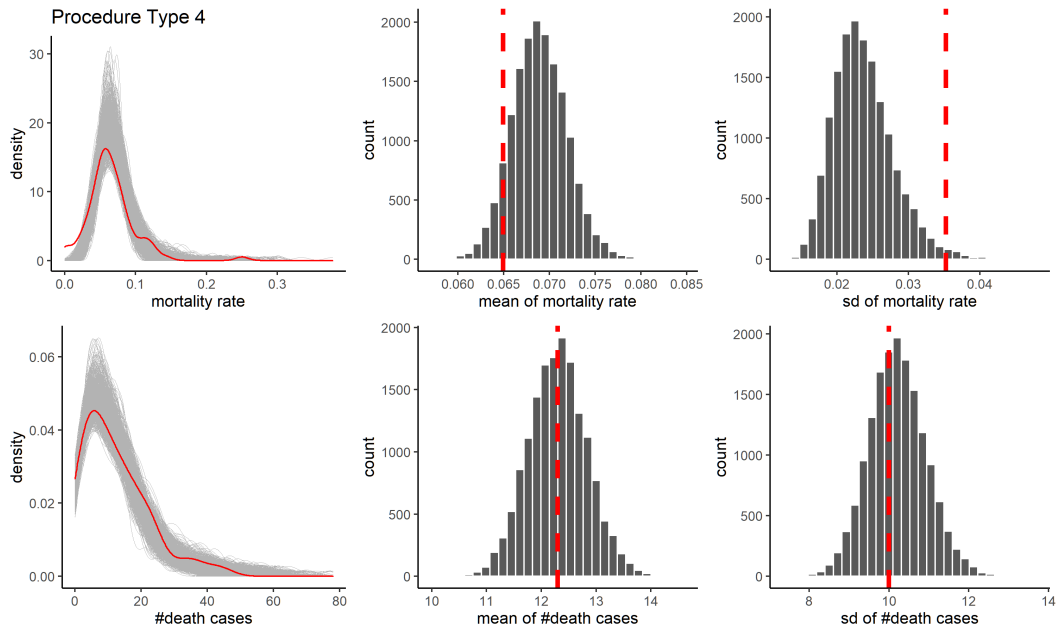 Procedure Type 4
density
30
20
10
0
0.0 0.1 0.2 0.3
mortality rate
count
2000
1500
1000
500
0
0.060 0.065 0.070 0.075 0.080 0.085
mean of mortality rate
count
2000
1500
1000
500
0
0.02 0.03 0.04
sd of mortality rate
density
0.06
0.04
0.02
0.00
0 20 40 60 80
#death cases
count
2000
1500
1000
500
0
10 11 12 13 14
mean of #death cases
count
2000
1500
1000
500
0
8 10 12 14
sd of #death cases